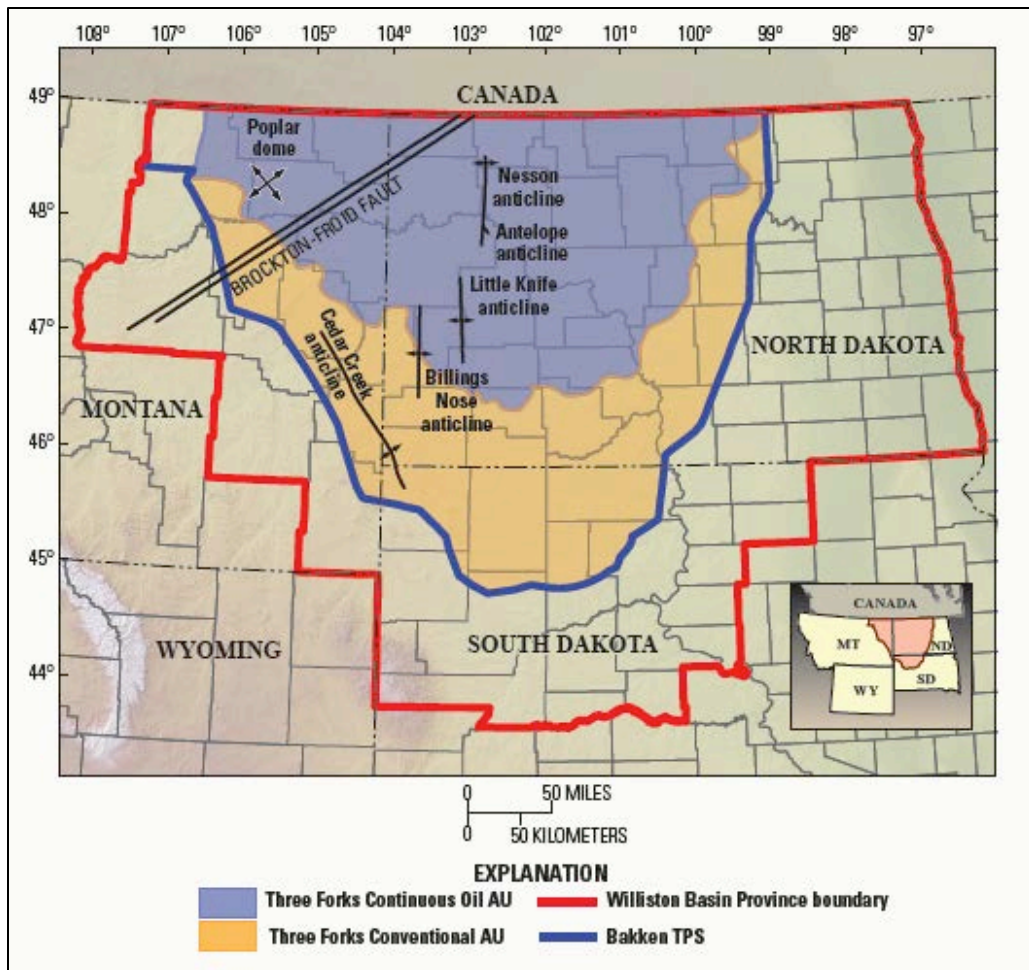 108° 107° 106° 105° 104° 103° 102° 101° 100° 99° 98° 97°
49°
48°
47°
46°
45°
44°
CANADA
Poplar
dome
Nesson
anticline
BROCKTON-FROID FAULT
Antelope
anticline
Little Knife
anticline
Cedar Creek
anticline
Billings
Nose
anticline
NORTH DAKOTA
MONTANA
WYOMING
SOUTH DAKOTA
CANADA
MT
ND
SD
WY
0 50 MILES
0 50 KILOMETERS
EXPLANATION
Three Forks Continuous Oil AU
Williston Basin Province boundary
Three Forks Conventional AU
Bakken TPS